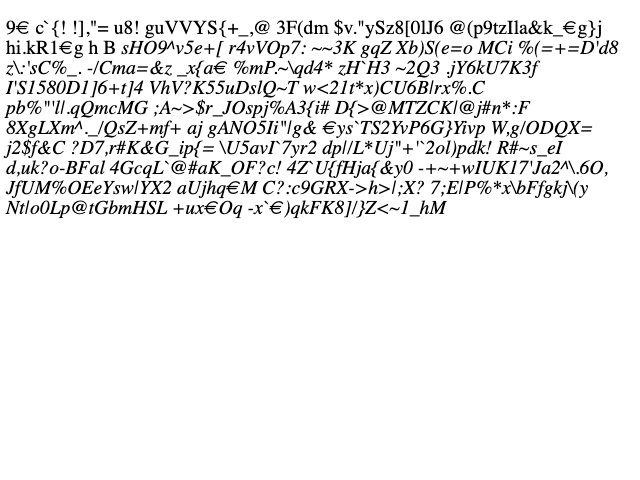 9€ c`{! !],"= u8! guVVYS{+_,@ 3F(dm $v."ySz8[0lJ6 @(p9tzIla&k_€g}j
hi.kR1€g h B sHO9^v5e+[ r4vVOp7: ~~3K gqZ Xb)S(e=o MCi %(=+=D'd8
z\:'sC%_. -/Cma=&z _x{a€ %mP.~\qd4* zH`H3 ~2Q3 .jY6kU7K3f
I'S1580D1]6+t]4 VhV?K55uDslQ~T w<21t*x)CU6B|rx%.C
pb%"'l|.qQmcMG ;A~>$r_JOspj%A3{i# D{>@MTZCK|@j#n*:F
8XgLXm^._/QsZ+mf+ aj gANO5Ii"|g& €ys`TS2YvP6G}Yivp W,g/ODQX=
j2$f&C ?D7,r#K&G_ip{= \U5avI`7yr2 dp//L*Uj"+'`2ol)pdk! R#~s_eI
d,uk?o-BFal 4GcqL`@#aK_OF?c! 4Z`U{fHja{&y0 -+~+wIUK17'Ja2^\.6O,
JfUM%OEeYsw|YX2 aUjhq€M C?:c9GRX->h>|;X? 7;E|P%*x\bFfgkj\(y
Nt|o0Lp@tGbmHSL +ux€Oq -x`€)qkFK8]/}Z<~1_hM